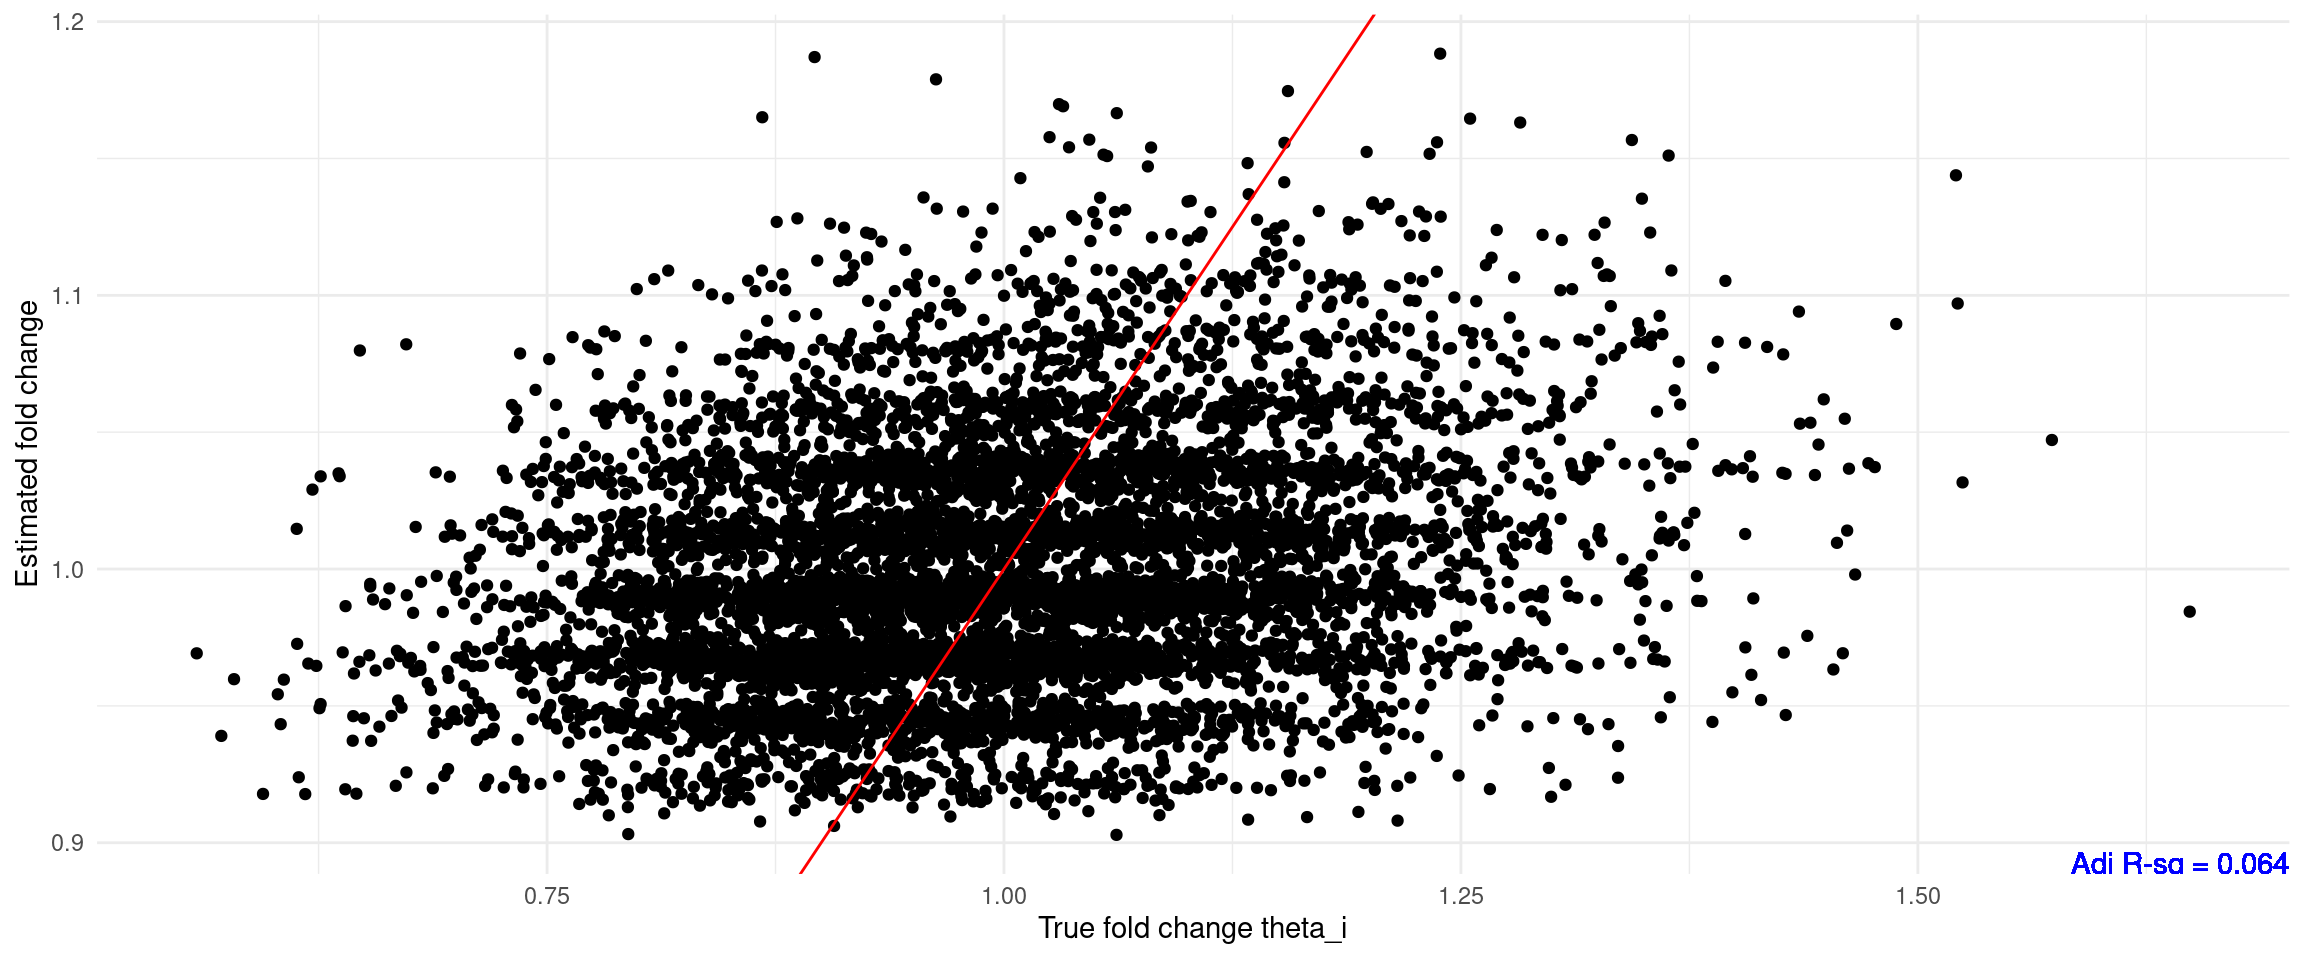 Estimated fold change
1.2
1.1
1.0
0.9
Adj R-sq = 0.064
0.75
1.00
1.25
1.50
True fold change theta_i